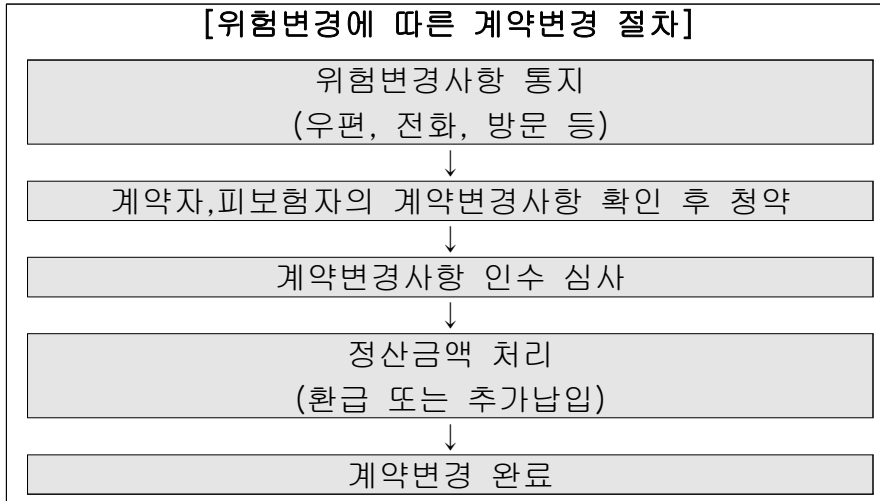 [위험변경에 따른 계약변경 절차]
위험변경사항 통지
(우편, 전화, 방문 등)
↓
계약자,피보험자의 계약변경사항 확인 후 청약
↓
계약변경사항 인수 심사
↓
정산금액 처리
(환급 또는 추가납입)
↓
계약변경 완료